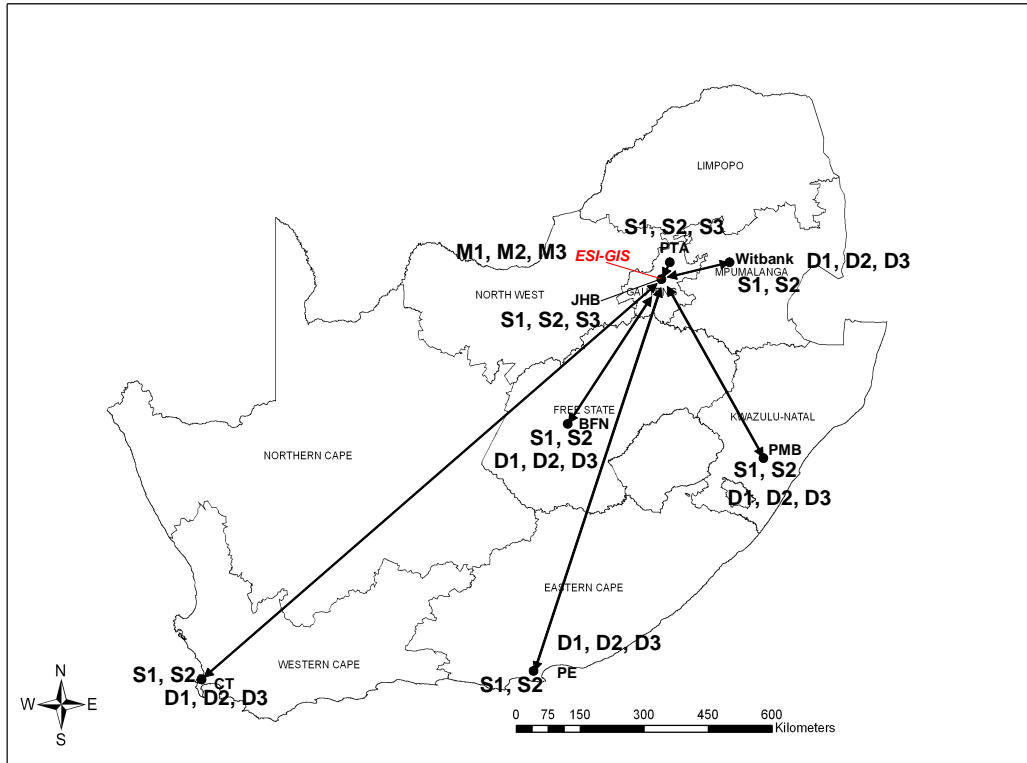 LIMPOPO
S1, S2, S3
PTA
M1, M2, M3
ESI-GIS
Witbank
D1, D2, D3
MPUMALANGA
S1, S2
NORTH WEST
JHB
S1, S2, S3
FREE STATE
BFN
S1, S2
D1, D2, D3
KWAZULU-NATAL
PMB
S1, S2
D1, D2, D3
NORTHERN CAPE
EASTERN CAPE
D1, D2, D3
PE
S1, S2
WESTERN CAPE
S1, S2
CT
D1, D2, D3
N
W E
S
0 75 150 300 450 600
Kilometers